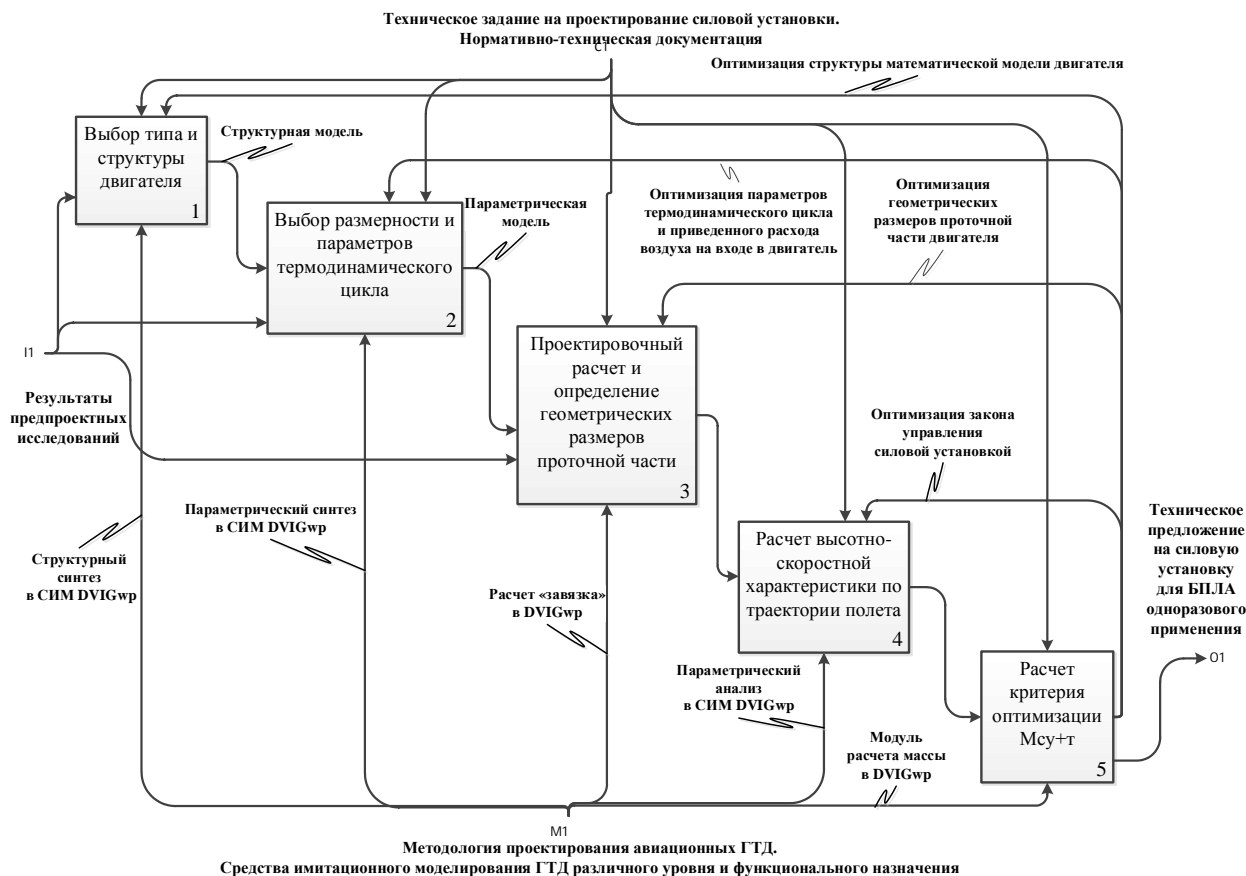 Техническое задание на проектирование силовой установки.
Нормативно-техническая документация
C1
Оптимизация структуры математической модели двигателя
Выбор типа и
структуры
двигателя
1
Структурная модель
Выбор размерности и
параметров
термодинамического
цикла
2
Параметрическая
модель
Оптимизация параметров
термодинамического цикла
и приведенного расхода
воздуха на входе в двигатель
Оптимизация
геометрических
размеров проточной
части двигателя
I1
Результаты
предпроектных
исследований
Проектировочный
расчет и
определение
геометрических
размеров
проточной части
3
Оптимизация закона
управления
силовой установкой
Структурный
синтез
в СИМ DVIGwp
Параметрический синтез
в СИМ DVIGwp
Расчет «завязка»
в DVIGwp
Расчет высотно-
скоростной
характеристики по
траектории полета
4
Техническое
предложение
на силовую
установку
для БПЛА
одноразового
применения
O1
Параметрический
анализ
в СИМ DVIGwp
Расчет
критерия
оптимизации
Мсу+т
5
Модуль
расчета массы
в DVIGwp
M1
Методология проектирования авиационных ГТД.
Средства имитационного моделирования ГТД различного уровня и функционального назначения